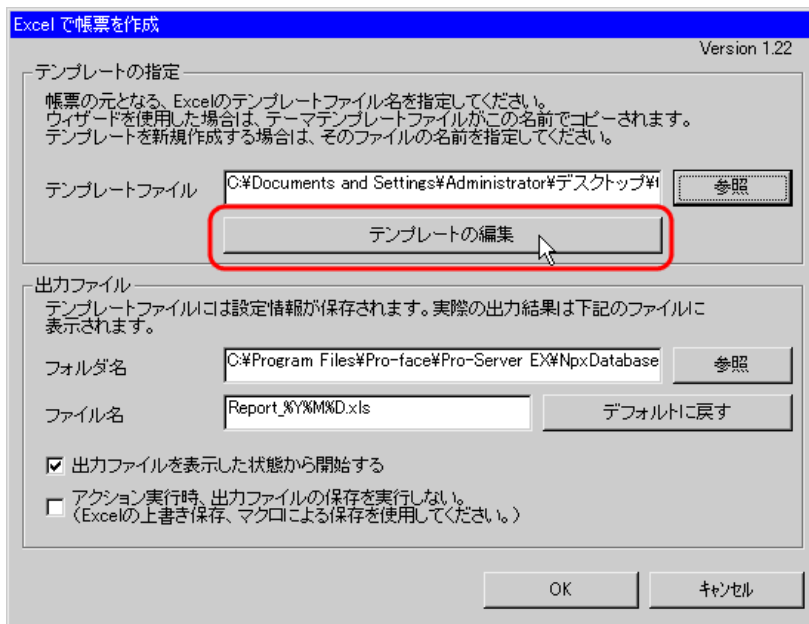 Excel で帳票を作成
Version 1.22
テンプレートの指定
帳票の元となる、Excelのテンプレートファイル名を指定してください。
ウィザードを使用した場合は、テーマテンプレートファイルがこの名前でコピーされます。
テンプレートを新規作成する場合は、そのファイルの名前を指定してください。
テンプレートファイル C:¥Documents and Settings¥Administrator¥デスクトップ¥t 参照
テンプレートの編集
出力ファイル
テンプレートファイルには設定情報が保存されます。実際の出力結果は下記のファイルに
表示されます。
フォルダ名 C:¥Program Files¥Pro-face¥Pro-Server EX¥NpxDatabase 参照
ファイル名 Report_%Y%M%D.xls デフォルトに戻す
出力ファイルを表示した状態から開始する
アクション実行時、出力ファイルの保存を実行しない。
(Excelの上書き保存、マクロによる保存を使用してください。)
OK キャンセル